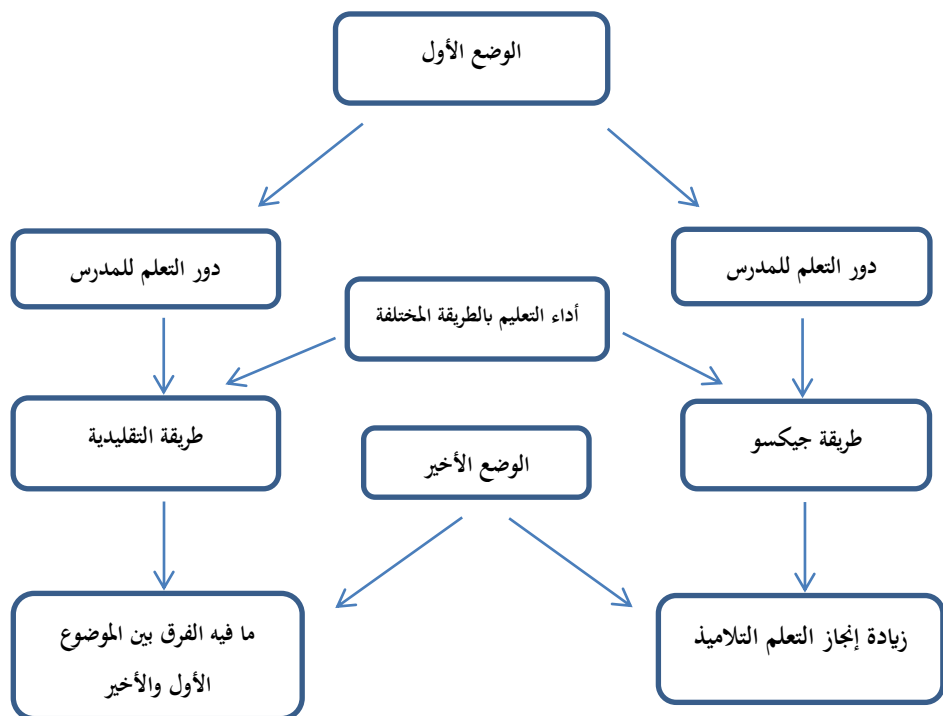 الوضع الأول
دور التعلم للمدرس
دور التعلم للمدرس
أداء التعليم بالطريقة المختلفة
طريقة جيكسو
طريقة التقليدية
الوضع الأخير
زيادة إنجاز التعلم التلاميذ
ما فيه الفرق بين الموضوع
الأول والأخير